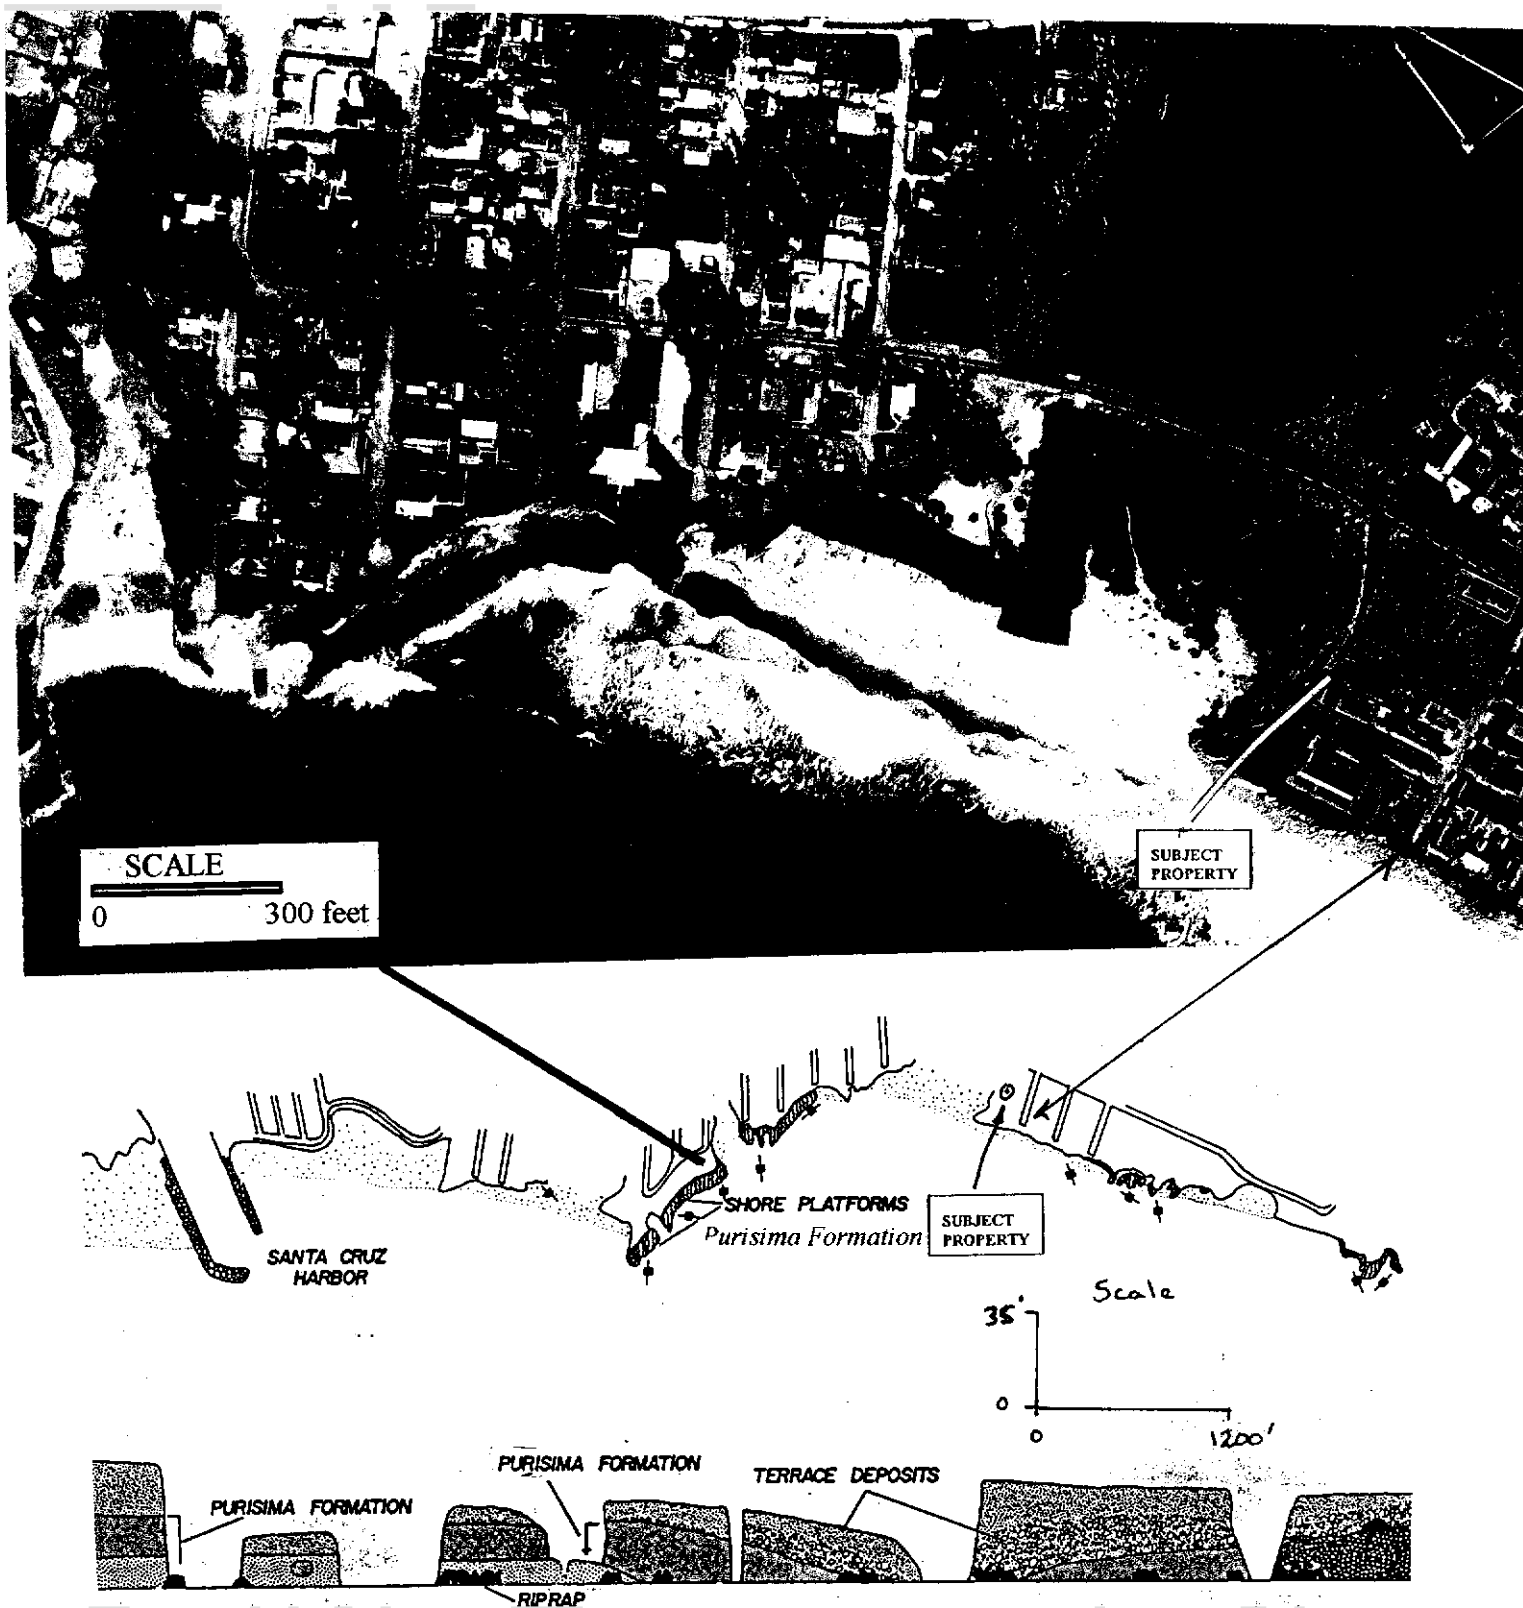 SCALE
0 300 feet
SUBJECT
PROPERTY
SHORE PLATFORMS
Purisima Formation
SUBJECT
PROPERTY
SANTA CRUZ
HARBOR
Scale
35'
0
0 1200'
PURISIMA FORMATION
TERRACE DEPOSITS
PURISIMA FORMATION
RIPRAP